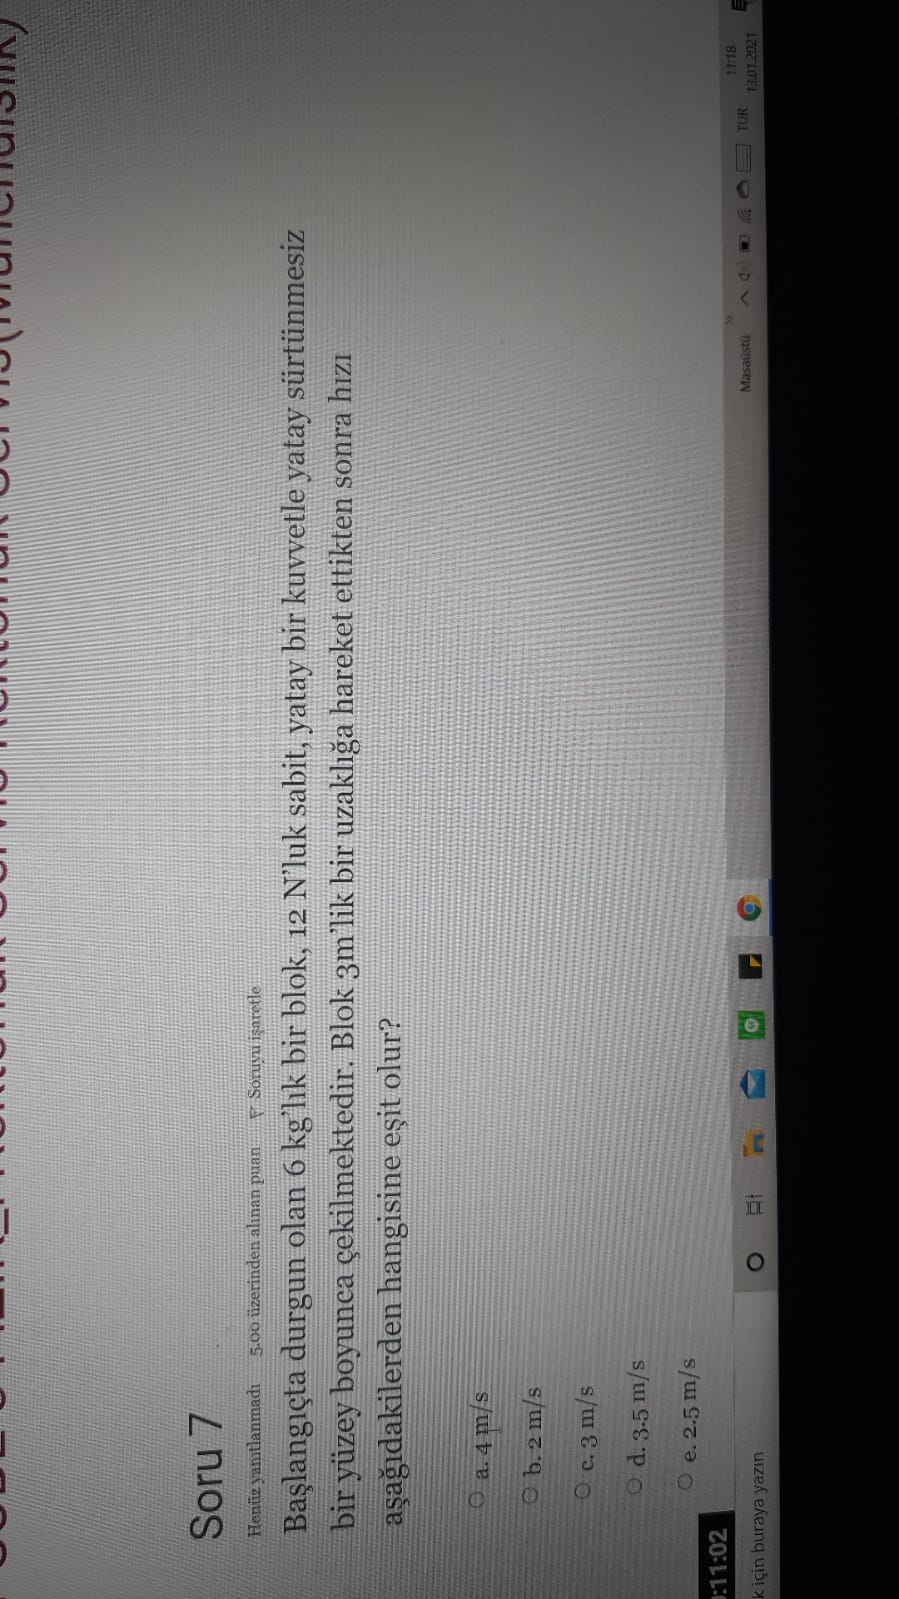 Soru 7
Henüz yanıtlanmadı 5.00 üzerinden alınan puan Soruyu işaretle
Başlangıçta durgun olan 6 kg'lık bir blok, 12 N'luk sabit, yatay bir kuvvetle yatay sürtünmesiz
bir yüzey boyunca çekilmektedir. Blok 3m'lik bir uzaklığa hareket ettikten sonra hızı
aşağıdakilerden hangisine eşit olur?
a. 4 m/s
b. 2 m/s
c. 3 m/s
d. 3.5 m/s
e. 2.5 m/s
:11:02
k için buraya yazın
Masaüstü
TUR
11:18
13.01.2021